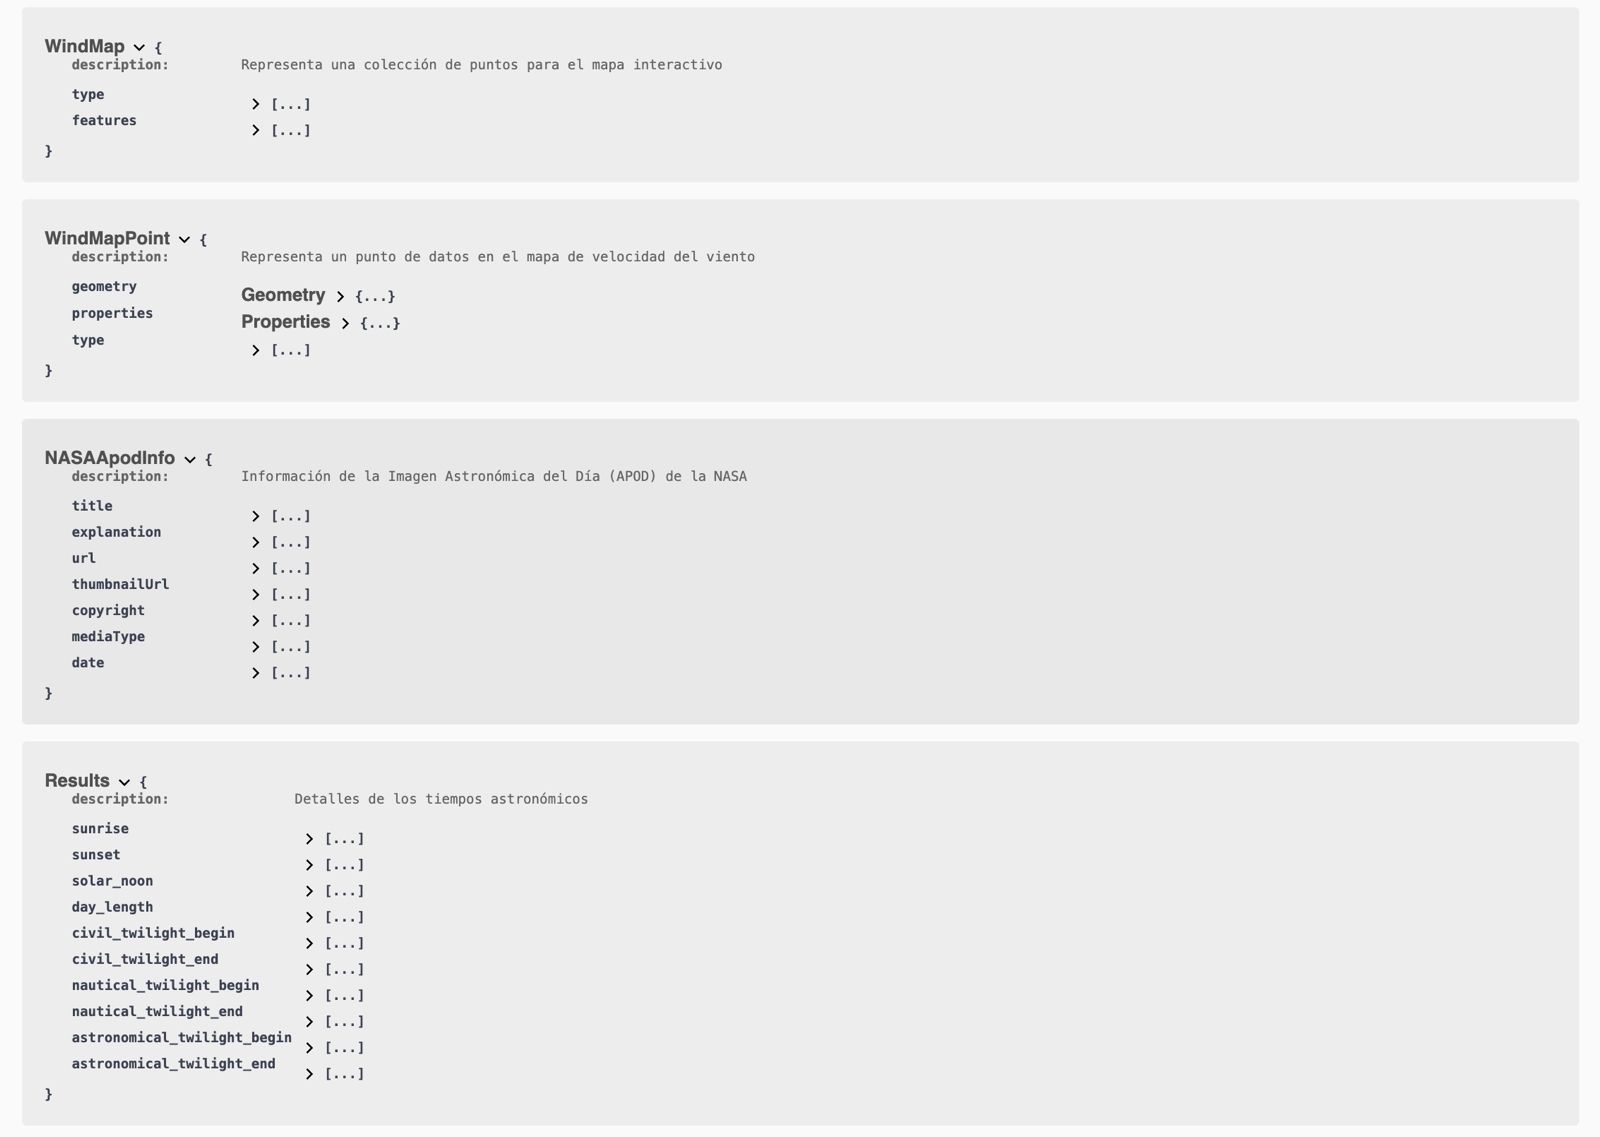 WindMap {
description: Representa una colección de puntos para el mapa interactivo
type [...]
features [...]
}
WindMapPoint {
description: Representa un punto de datos en el mapa de velocidad del viento
geometry Geometry {...}
properties Properties {...}
type [...]
}
NASAApodInfo {
description: Información de la Imagen Astronómica del Día (APOD) de la NASA
title [...]
explanation [...]
url [...]
thumbnailUrl [...]
copyright [...]
mediaType [...]
date [...]
}
Results {
description: Detalles de los tiempos astronómicos
sunrise [...]
sunset [...]
solar_noon [...]
day_length [...]
civil_twilight_begin [...]
civil_twilight_end [...]
nautical_twilight_begin [...]
nautical_twilight_end [...]
astronomical_twilight_begin [...]
astronomical_twilight_end [...]
}